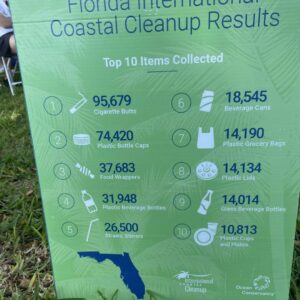 Florida International
Coastal Cleanup Results
Top 10 Items Collected
1 95,679
Cigarette Butts
2 74,420
Plastic Bottle Caps
3 37,683
Food Wrappers
4 31,948
Plastic Beverage Bottles
5 26,500
Straws, Stirrers
6 18,545
Beverage Cans
7 14,190
Plastic Grocery Bags
8 14,134
Plastic Lids
9 14,014
Glass Beverage Bottles
10 10,813
Plastic Cups
and Plates
International
Coastal
Cleanup
Ocean
Conservancy